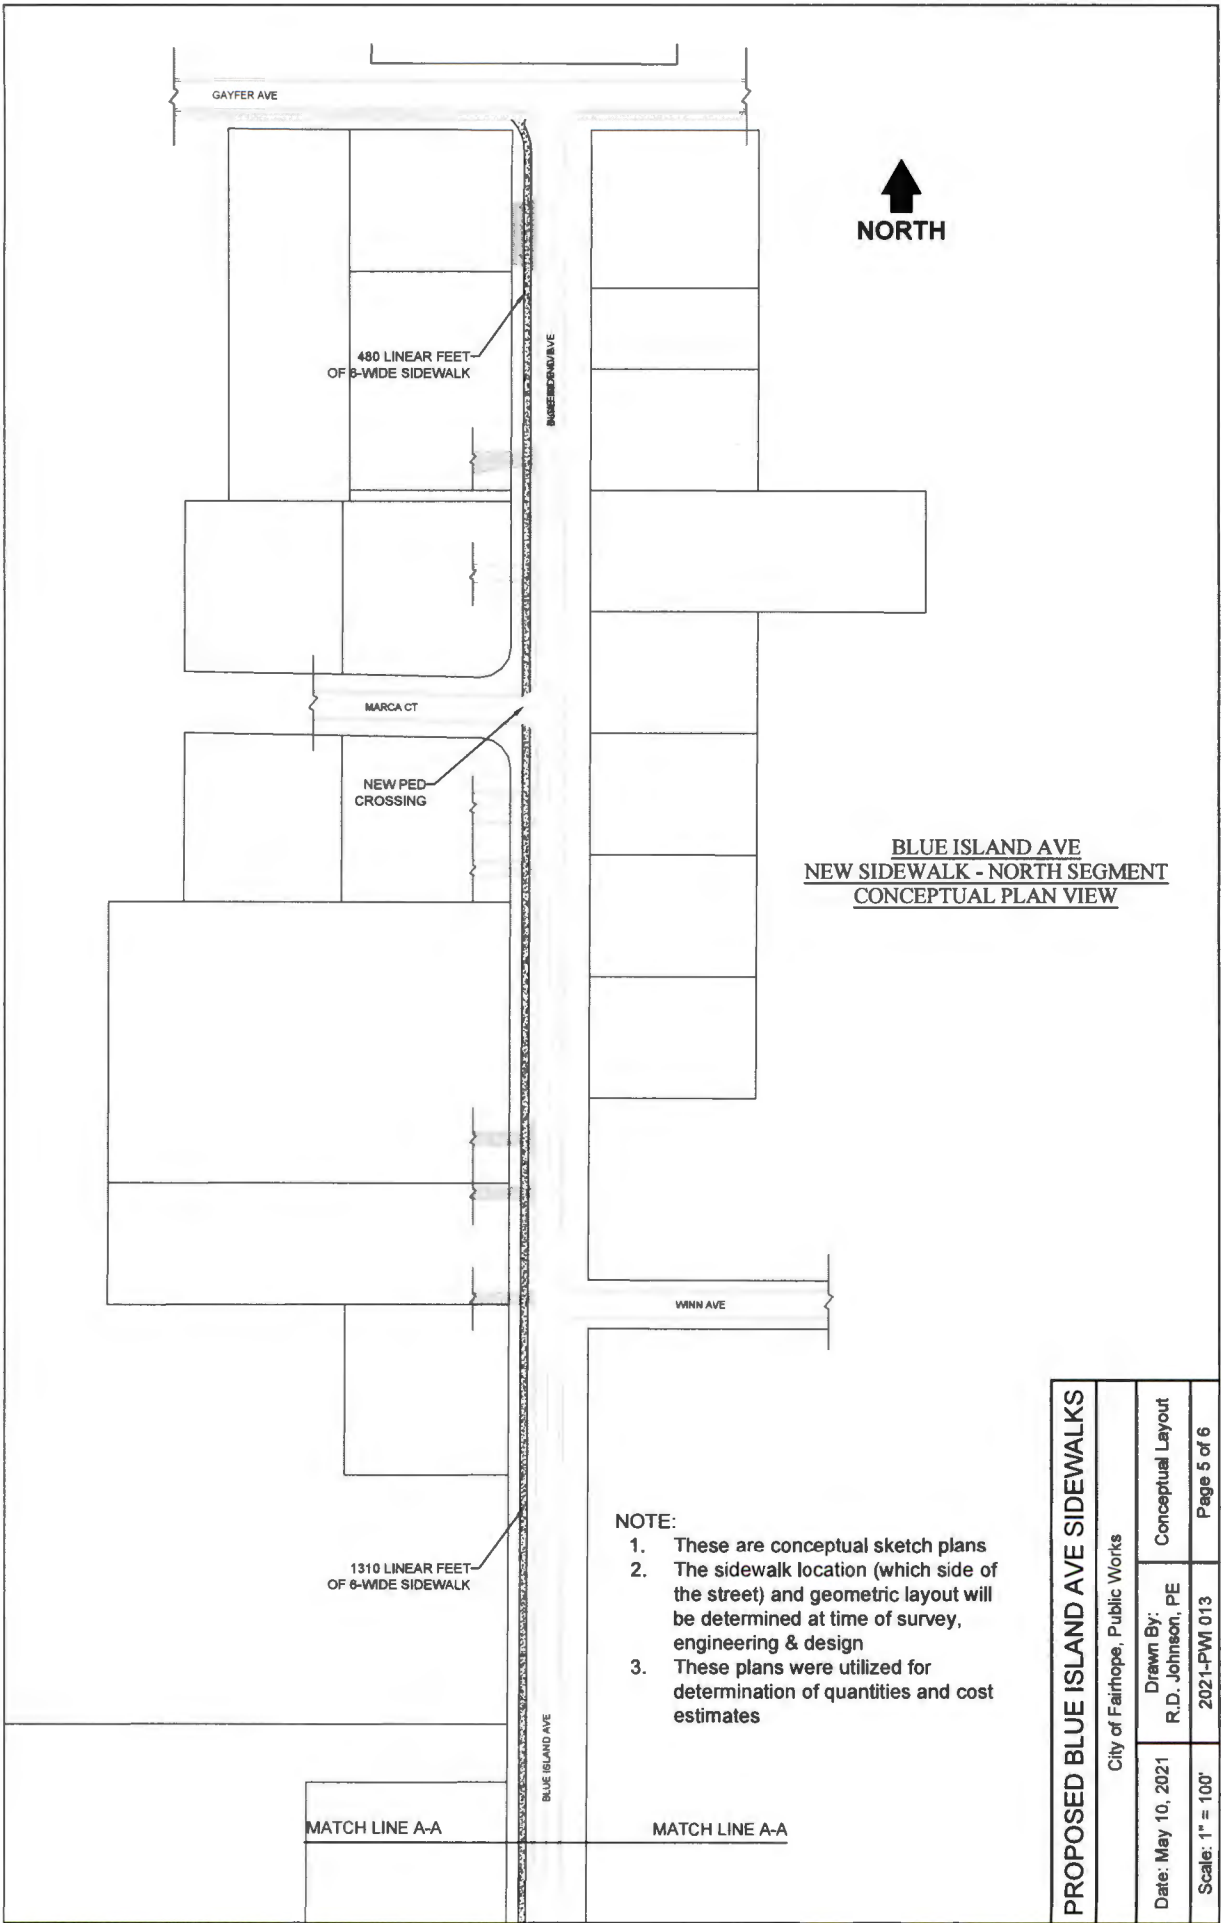 GAYFER AVE
NORTH
480 LINEAR FEET
OF 6-WIDE SIDEWALK
MARCA CT
NEW PED
CROSSING
BLUE ISLAND AVE
NEW SIDEWALK - NORTH SEGMENT
CONCEPTUAL PLAN VIEW
WINN AVE
1310 LINEAR FEET
OF 6-WIDE SIDEWALK
NOTE:
1. These are conceptual sketch plans
2. The sidewalk location (which side of
the street) and geometric layout will
be determined at time of survey,
engineering & design
3. These plans were utilized for
determination of quantities and cost
estimates
BLUE ISLAND AVE
MATCH LINE A-A
MATCH LINE A-A
PROPOSED BLUE ISLAND AVE SIDEWALKS
City of Fairhope, Public Works
Date: May 10, 2021
Drawn By:
R.D. Johnson, PE
Conceptual Layout
Scale: 1" = 100'
2021-PWI 013
Page 5 of 6